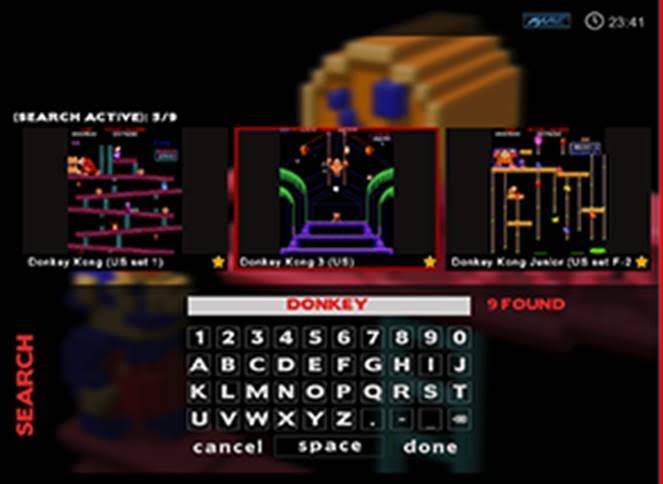 23:41
(SEARCH ACTIVE): 5/9
Donkey Kong (US set 1)
Donkey Kong 3 (US)
Donkey Kong Junior (US set F-2
DONKEY
9 FOUND
SEARCH
1 2 3 4 5 6 7 8 9 0
A B C D E F G H I J
K L M N O P Q R S T
U V W X Y Z . - _
cancel space done